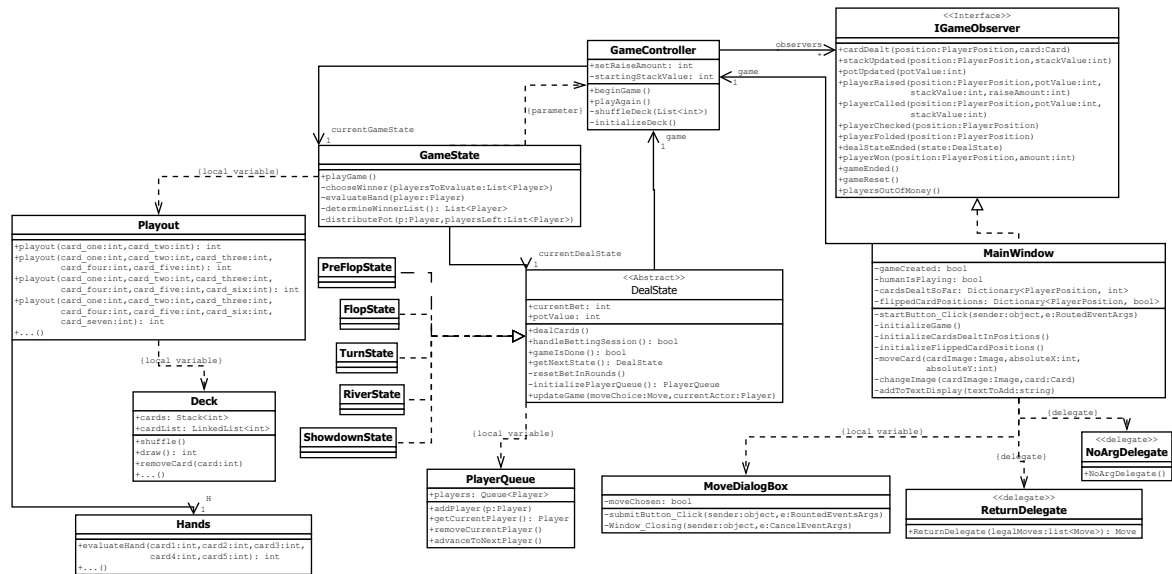 <<Interface>>
IGameObserver
+cardDealt(position:PlayerPosition,card:Card)
+stackUpdated(position:PlayerPosition,stackValue:int)
+potUpdated(potValue:int)
+playerRaised(position:PlayerPosition,potValue:int,
stackValue:int,raiseAmount:int)
+playerCalled(position:PlayerPosition,potValue:int,
stackValue:int)
+playerChecked(position:PlayerPosition)
+playerFolded(position:PlayerPosition)
+dealStateEnded(state:DealState)
+playerWon(position:PlayerPosition,amount:int)
+gameEnded()
+gameReset()
+playersOutOfMoney()
observers
*
GameController
+setRaiseAmount: int
-startingStackValue: int
+beginGame()
+playAgain()
-shuffleDeck(List<int>)
-initializeDeck()
game
1
{parameter}
currentGameState
1
game
1
GameState
+playGame()
-chooseWinner(playersToEvaluate:List<Player>)
-evaluateHand(player:Player)
-determineWinnerList(): List<Player>
-distributePot(p:Player,playersLeft:List<Player>)
{local variable}
Playout
+playout(card_one:int,card_two:int): int
+playout(card_one:int,card_two:int,card_three:int,
card_four:int,card_five:int): int
+playout(card_one:int,card_two:int,card_three:int,
card_four:int,card_five:int,card_six:int): int
+playout(card_one:int,card_two:int,card_three:int,
card_four:int,card_five:int,card_six:int,
card_seven:int): int
+...()
{local variable}
Deck
+cards: Stack<int>
+cardList: LinkedList<int>
+shuffle()
+draw(): int
+removeCard(card:int)
+...()
H
1
Hands
+evaluateHand(card1:int,card2:int,card3:int,
card4:int,card5:int): int
+...()
PreFlopState
FlopState
TurnState
RiverState
ShowdownState
currentDealState
1
<<Abstract>>
DealState
+currentBet: int
+potValue: int
+dealCards()
+handleBettingSession(): bool
+gameIsDone(): bool
+getNextState(): DealState
-resetBetInRounds()
-initializePlayerQueue(): PlayerQueue
+updateGame(moveChoice:Move,currentActor:Player)
{local variable}
PlayerQueue
+players: Queue<Player>
+addPlayer(p:Player)
+getCurrentPlayer(): Player
+removeCurrentPlayer()
+advanceToNextPlayer()
MainWindow
-gameCreated: bool
-humanIsPlaying: bool
-cardsDealtSoFar: Dictionary<PlayerPosition, int>
-flippedCardPositions: Dictionary<PlayerPosition, bool>
-startButton_Click(sender:object,e:RoutedEventArgs)
-initializeGame()
-initializeCardsDealtInPositions()
-initializeFlippedCardPositions()
-moveCard(cardImage:Image,absoluteX:int,
absoluteY:int)
-changeImage(cardImage:Image,card:Card)
-addToTextDisplay(textToAdd:string)
{local variable}
{delegate}
{delegate}
MoveDialogBox
-moveChosen: bool
-submitButton_Click(sender:object,e:RountedEventsArgs)
-Window_Closing(sender:object,e:CancelEventArgs)
<<delegate>>
NoArgDelegate
+NoArgDelegate()
<<delegate>>
ReturnDelegate
+ReturnDelegate(legalMoves:list<Move>): Move